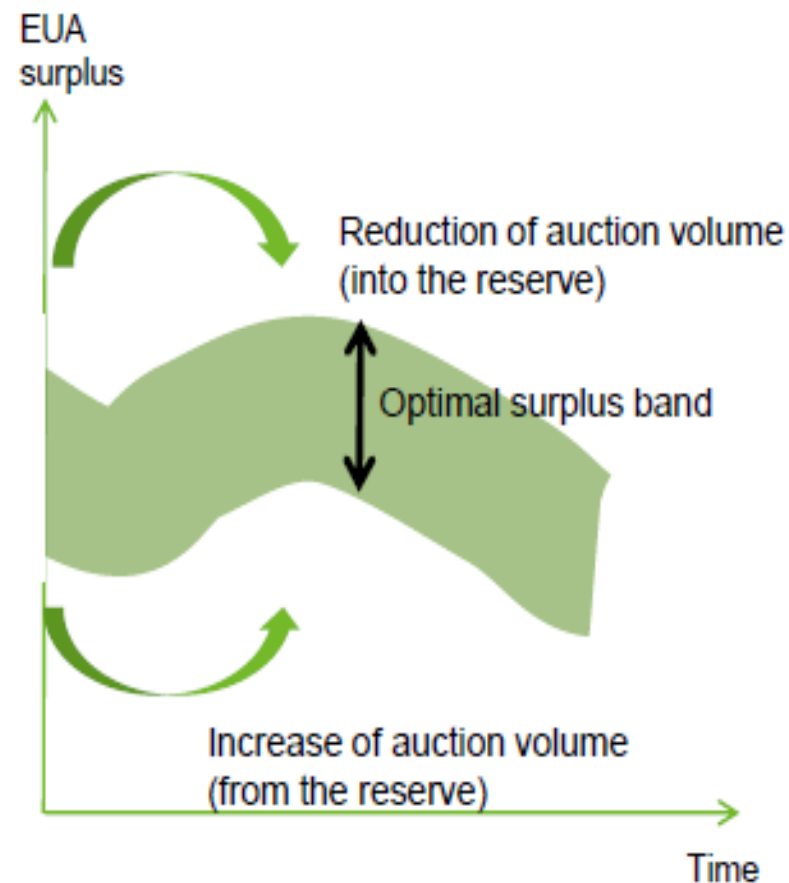 EUA
surplus
Reduction of auction volume
(into the reserve)
Optimal surplus band
Increase of auction volume
(from the reserve)
Time